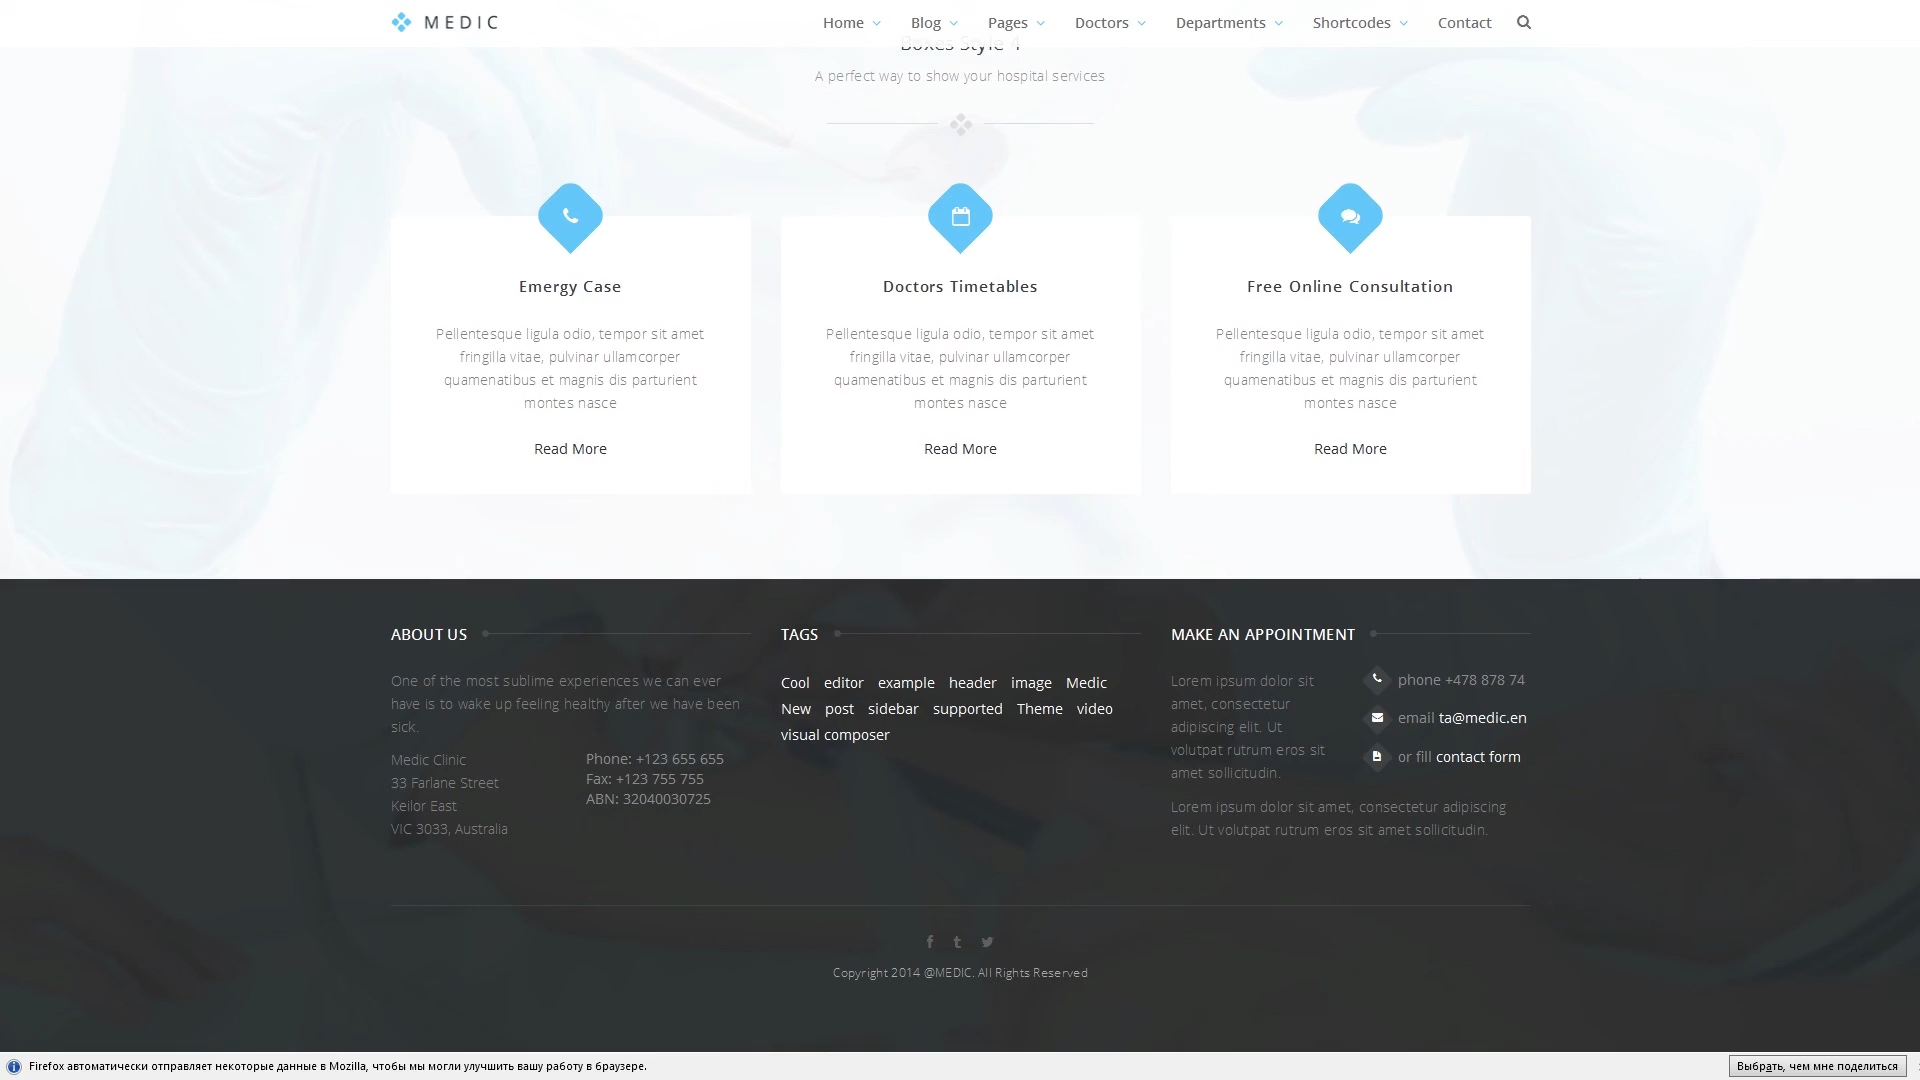 MEDIC
Home Blog Pages Doctors Departments Shortcodes Contact
Boxes Style 4
A perfect way to show your hospital services
Emergy Case
Pellentesque ligula odio, tempor sit amet
fringilla vitae, pulvinar ullamcorper
quamenatibus et magnis dis parturient
montes nasce
Read More
Doctors Timetables
Pellentesque ligula odio, tempor sit amet
fringilla vitae, pulvinar ullamcorper
quamenatibus et magnis dis parturient
montes nasce
Read More
Free Online Consultation
Pellentesque ligula odio, tempor sit amet
fringilla vitae, pulvinar ullamcorper
quamenatibus et magnis dis parturient
montes nasce
Read More
ABOUT US
One of the most sublime experiences we can ever
have is to wake up feeling healthy after we have been
sick.
Medic Clinic
33 Farlane Street
Keilor East
VIC 3033, Australia
Phone: +123 655 655
Fax: +123 755 755
ABN: 32040030725
TAGS
Cool editor example header image Medic
New post sidebar supported Theme video
visual composer
MAKE AN APPOINTMENT
Lorem ipsum dolor sit
amet, consectetur
adipiscing elit. Ut
volutpat rutrum eros sit
amet sollicitudin.
phone +478 878 74
email ta@medic.en
or fill contact form
Lorem ipsum dolor sit amet, consectetur adipiscing
elit. Ut volutpat rutrum eros sit amet sollicitudin.
Copyright 2014 @MEDIC. All Rights Reserved
Firefox автоматически отправляет некоторые данные в Mozilla, чтобы мы могли улучшить вашу работу в браузере.
Выбрать, чем мне поделиться